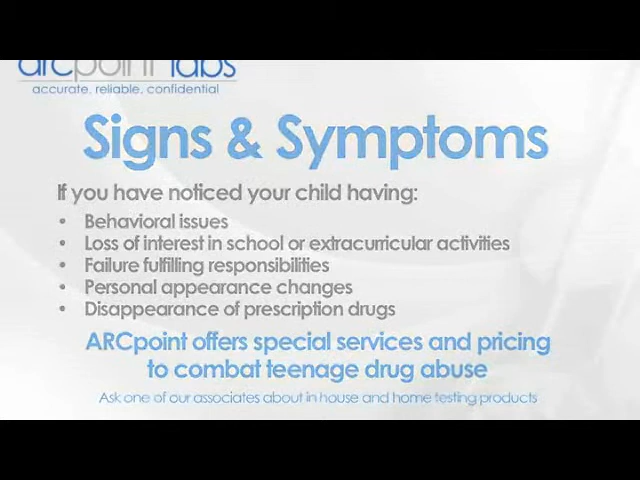 arcpoint labs
accurate, reliable, confidential
Signs & Symptoms
If you have noticed your child having:
• Behavioral issues
• Loss of interest in school or extracurricular activities
• Failure fulfilling responsibilities
• Personal appearance changes
• Disappearance of prescription drugs
ARCpoint offers special services and pricing
to combat teenage drug abuse
Ask one of our associates about in house and home testing products